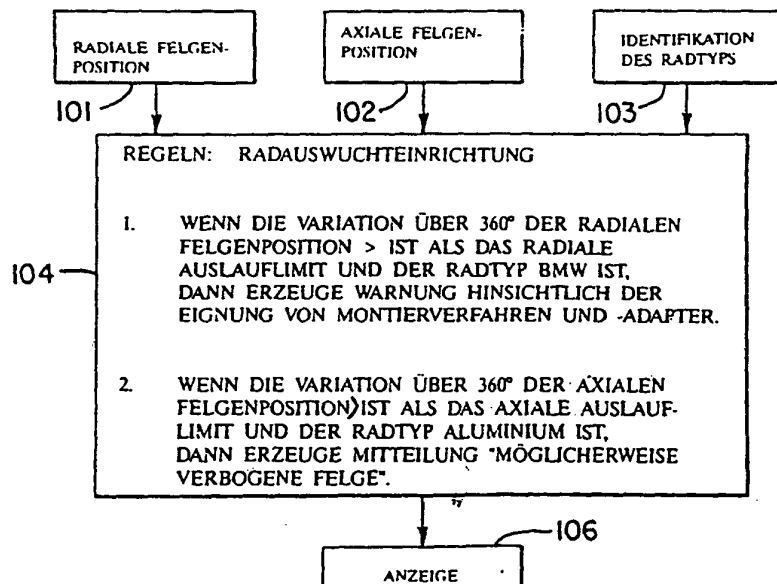 RADIALE FELGEN-
POSITION
AXIALE FELGEN-
POSITION
IDENTIFIKATION
DES RADTYPS
101
102
103
REGELN: RADAUSWUCHTEINRICHTUNG
1. WENN DIE VARIATION ÜBER 360° DER RADIALEN
FELGENPOSITION > IST ALS DAS RADIALE
AUSLAUFLIMIT UND DER RADTYP BMW IST,
DANN ERZEUGE WARNUNG HINSICHTLICH DER
EIGNUNG VON MONTIERVERFAHREN UND -ADAPTER.
104
2. WENN DIE VARIATION ÜBER 360° DER AXIALEN
FELGENPOSITION > IST ALS DAS AXIALE AUSLAUF-
LIMIT UND DER RADTYP ALUMINIUM IST,
DANN ERZEUGE MITTEILUNG "MÖGLICHERWEISE
VERBOGENE FELGE".
106
ANZEIGE